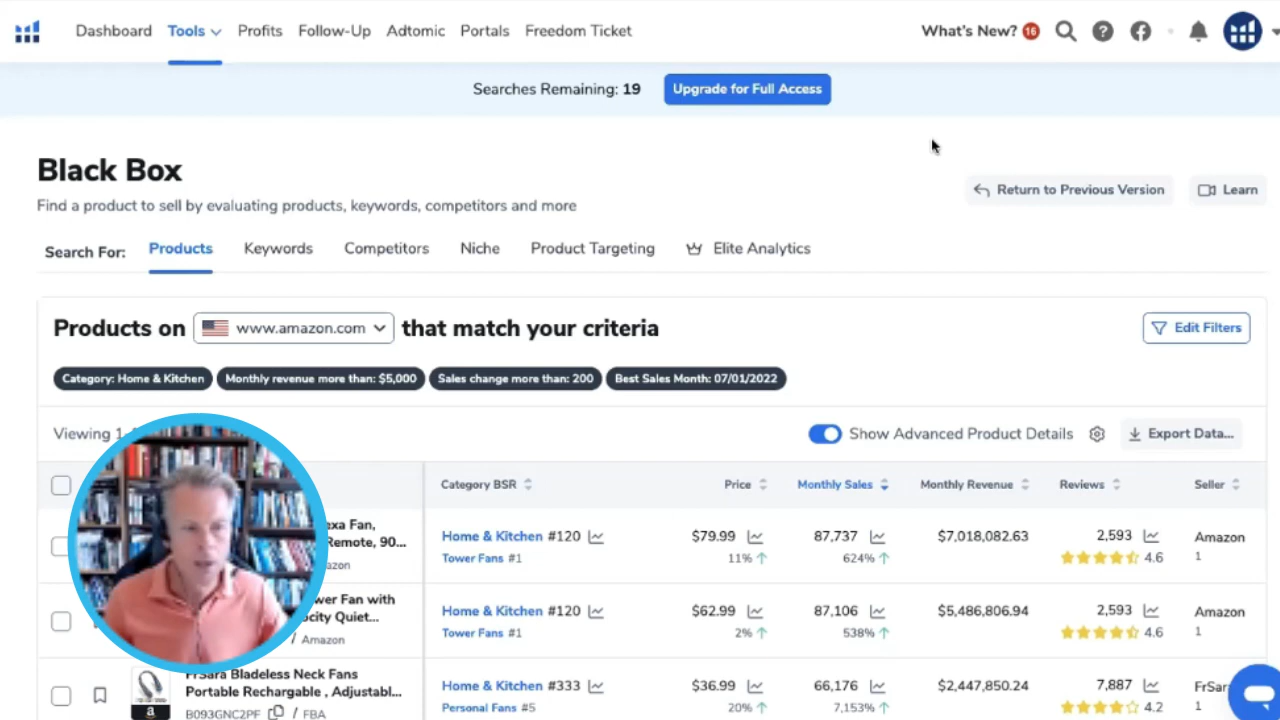 Dashboard Tools Profits Follow-Up Adtomic Portals Freedom Ticket What's New? 16
Searches Remaining: 19 Upgrade for Full Access
Black Box
Find a product to sell by evaluating products, keywords, competitors and more
Return to Previous Version Learn
Search For: Products Keywords Competitors Niche Product Targeting Elite Analytics
Products on www.amazon.com that match your criteria Edit Filters
Category: Home & Kitchen Monthly revenue more than: $5,000 Sales change more than: 200 Best Sales Month: 07/01/2022
Viewing Show Advanced Product Details Export Data...
Category BSR Price Monthly Sales Monthly Revenue Reviews Seller
exa Fan,
Remote, 90...
azon
Home & Kitchen #120 $79.99 87,737 $7,018,082.63 2,593 Amazon
Tower Fans #1 11% ↑ 624% ↑ 4.6 1
wer Fan with
ocity Quiet...
/ Amazon
Home & Kitchen #120 $62.99 87,106 $5,486,806.94 2,593 Amazon
Tower Fans #1 2% ↑ 538% ↑ 4.6 1
FrSara Bladeless Neck Fans
Portable Rechargable , Adjustabl...
B093GNC2PF / FBA
Home & Kitchen #333 $36.99 66,176 $2,447,850.24 7,887 FrSar
Personal Fans #5 20% ↑ 7,153% ↑ 4.2 1